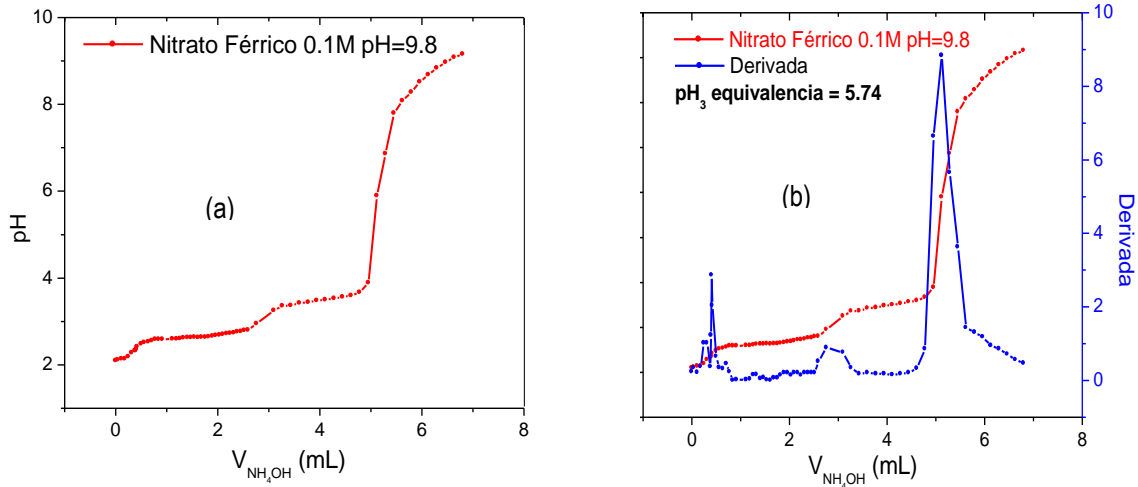 10
8
6
4
2
pH
Nitrato Férrico 0.1M pH=9.8
(a)
0 2 4 6 8
V_NH₄OH (mL)
Nitrato Férrico 0.1M pH=9.8
Derivada
pH₃ equivalencia = 5.74
(b)
10
8
6
4
2
0
Derivada
0 2 4 6 8
V_NH₄OH (mL)